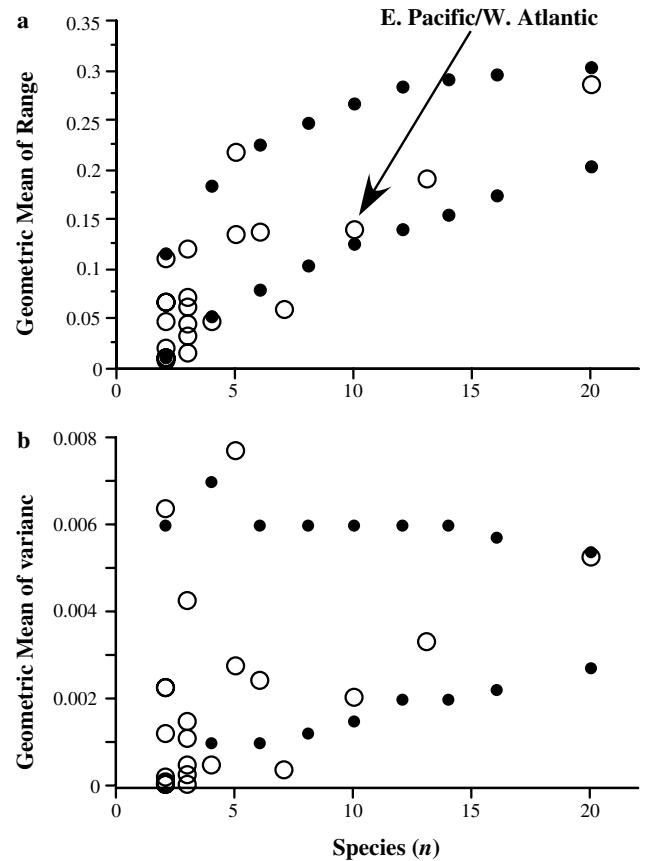 a
E. Pacific/W. Atlantic
Geometric Mean of Range
0.35
0.3
0.25
0.2
0.15
0.1
0.05
0
0 5 10 15 20
b
Geometric Mean of varianc
0.008
0.006
0.004
0.002
0
0 5 10 15 20
Species (n)